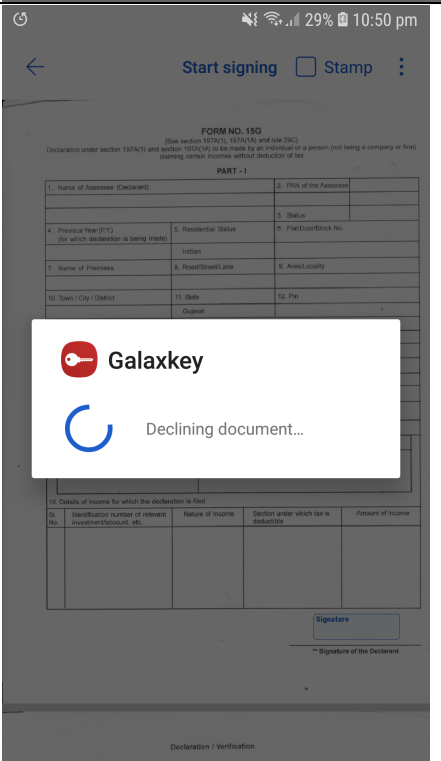 29% 10:50 pm
Start signing Stamp
FORM NO. 15G
[See section 197A(1), 197A(1A) and rule 29C]
Declaration under section 197A(1) and section 197A(1A) to be made by an individual or a person (not being a company or firm)
claiming certain incomes without deduction of tax
PART - I
1. Name of Assessee (Declarant)
2. PAN of the Assessee
3. Status
4. Previous Year (P.Y.)
(for which declaration is being made)
5. Residential Status
6. Flat/Door/Block No.
Indian
7. Name of Premises
8. Road/Street/Lane
9. Area/Locality
10. Town / City / District
11. State
12. Pin
Gujarat
Galaxkey
Declining document...
19. Details of income for which the declaration is filed
Sr.
No.
Identification number of relevant
investment/account, etc.
Nature of Income
Section under which tax is
deductible
Amount of Income
Signature
** Signature of the Declarant
Declaration / Verification